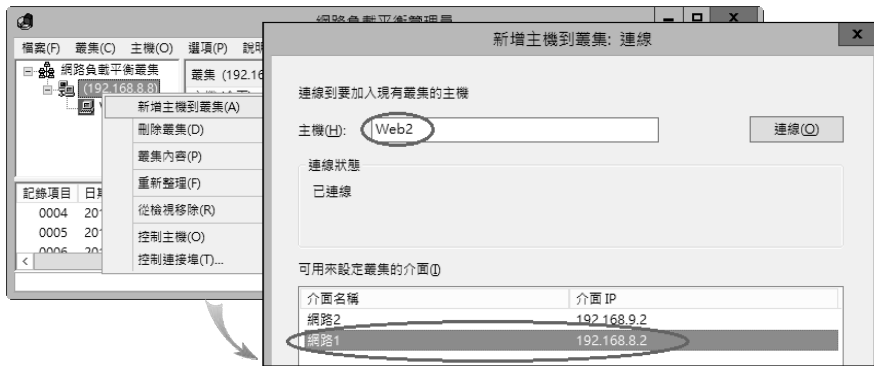 網路負載平衡管理員
檔案(F) 叢集(C) 主機(O) 選項(P) 說明
網路負載平衡叢集
(192.168.8.8)
叢集 (192.16
新增主機到叢集(A)
刪除叢集(D)
叢集內容(P)
重新整理(F)
從檢視移除(R)
控制主機(O)
控制連接埠(T)...
記錄項目 日期
0004 201
0005 201
0006 201
新增主機到叢集: 連線
x
連線到要加入現有叢集的主機
主機(H): Web2 連線(O)
連線狀態
已連線
可用來設定叢集的介面(I)
介面名稱 介面 IP
網路2 192.168.9.2
網路1 192.168.8.2